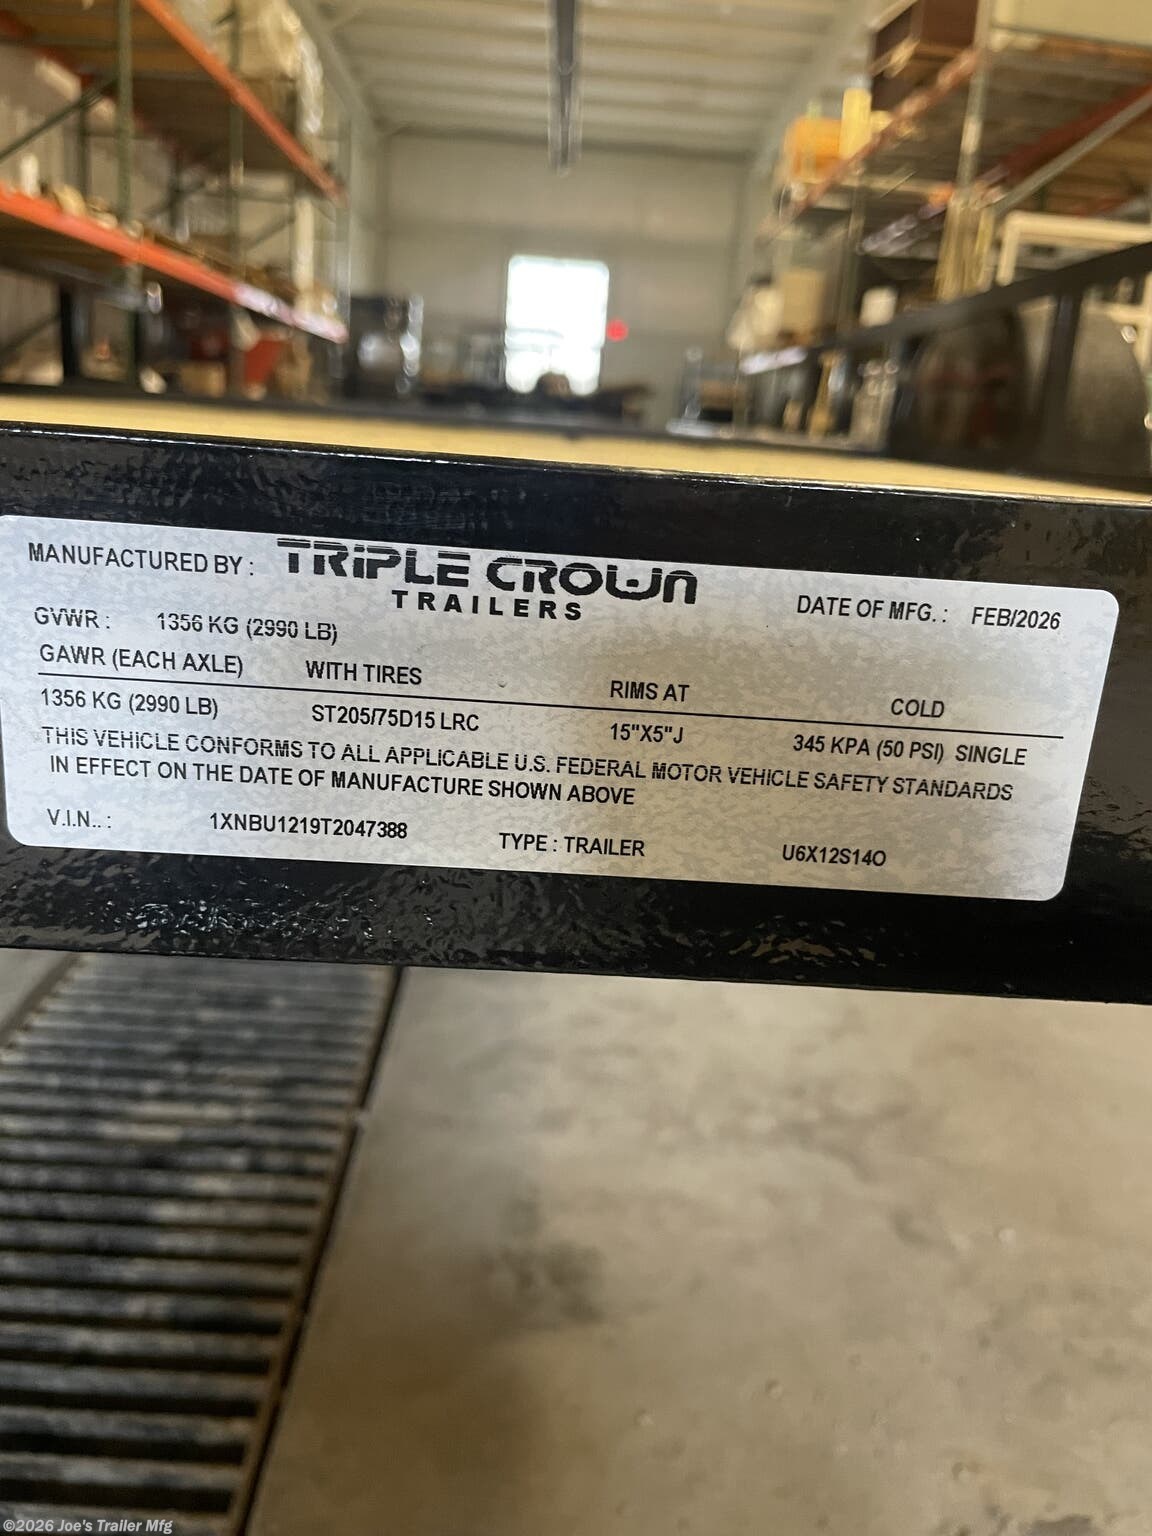 MANUFACTURED BY : TRIPLE CROWN
TRAILERS
DATE OF MFG. : FEB/2026
GVWR : 1356 KG (2990 LB)
GAWR (EACH AXLE) WITH TIRES RIMS AT COLD
1356 KG (2990 LB) ST205/75D15 LRC 15"X5"J 345 KPA (50 PSI) SINGLE
THIS VEHICLE CONFORMS TO ALL APPLICABLE U.S. FEDERAL MOTOR VEHICLE SAFETY STANDARDS
IN EFFECT ON THE DATE OF MANUFACTURE SHOWN ABOVE
V.I.N.. : 1XNBU1219T2047388 TYPE : TRAILER U6X12S14O
©2026 Joe's Trailer Mfg